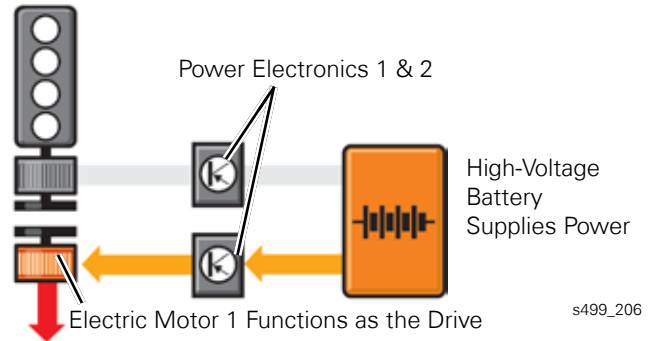 Power Electronics 1 & 2
High-Voltage
Battery
Supplies Power
Electric Motor 1 Functions as the Drive
s499_206